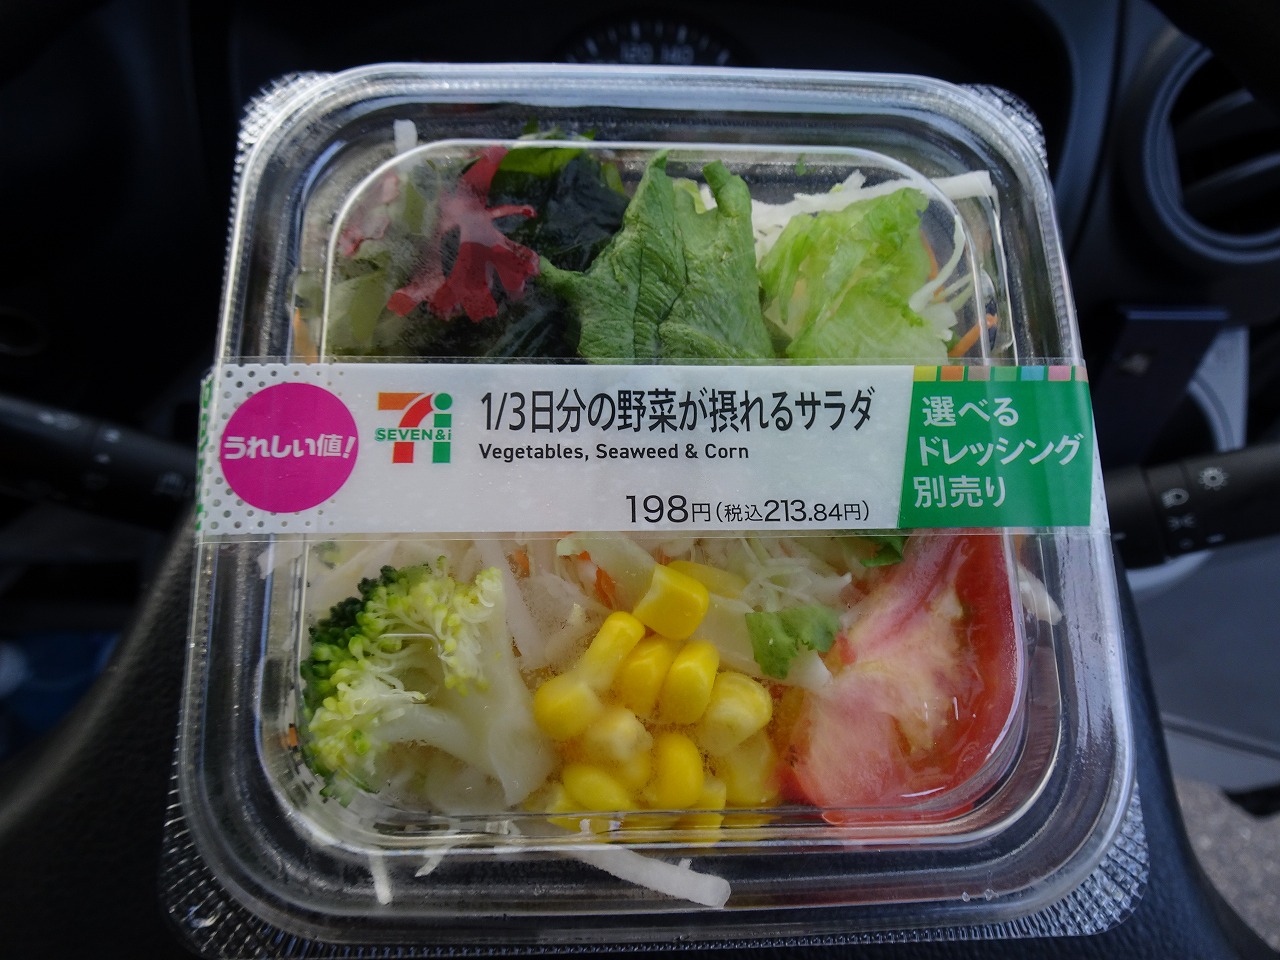 うれしい値!
SEVEN&i
1/3日分の野菜が摂れるサラダ
Vegetables, Seaweed & Corn
198円(税込213.84円)
選べる
ドレッシング
別売り